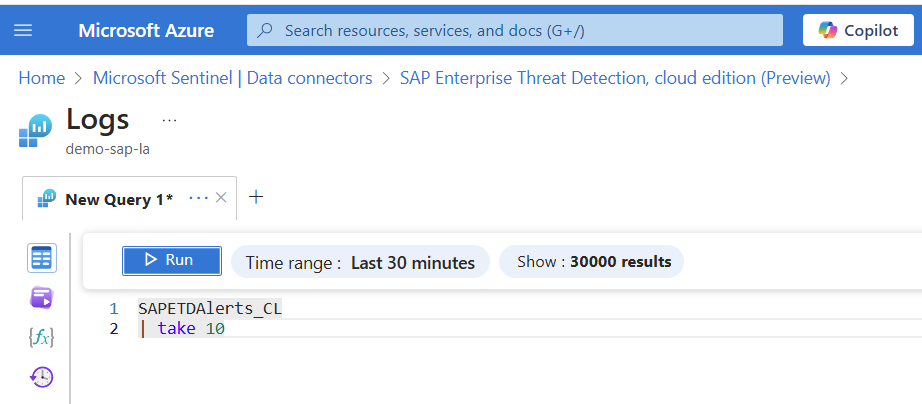 Microsoft Azure
Search resources, services, and docs (G+/)
Copilot
Home > Microsoft Sentinel | Data connectors > SAP Enterprise Threat Detection, cloud edition (Preview) >
Logs ...
demo-sap-la
New Query 1* ... × +
Run
Time range : Last 30 minutes
Show : 30000 results
1 SAPETDAlerts_CL
2 | take 10
{fx}